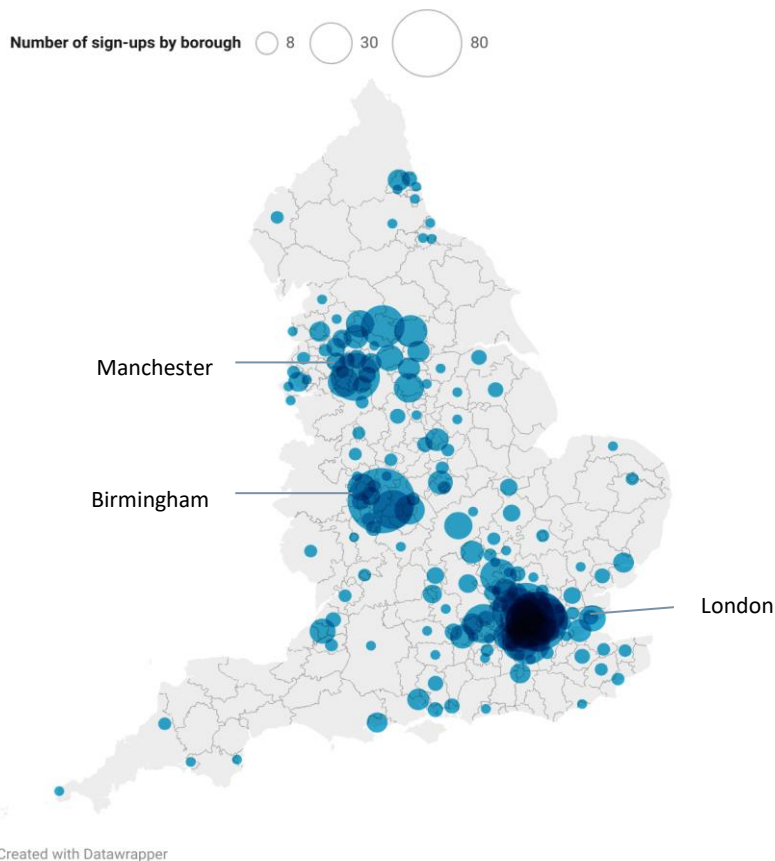 Number of sign-ups by borough 8 30 80
Manchester
Birmingham
London
Created with Datawrapper